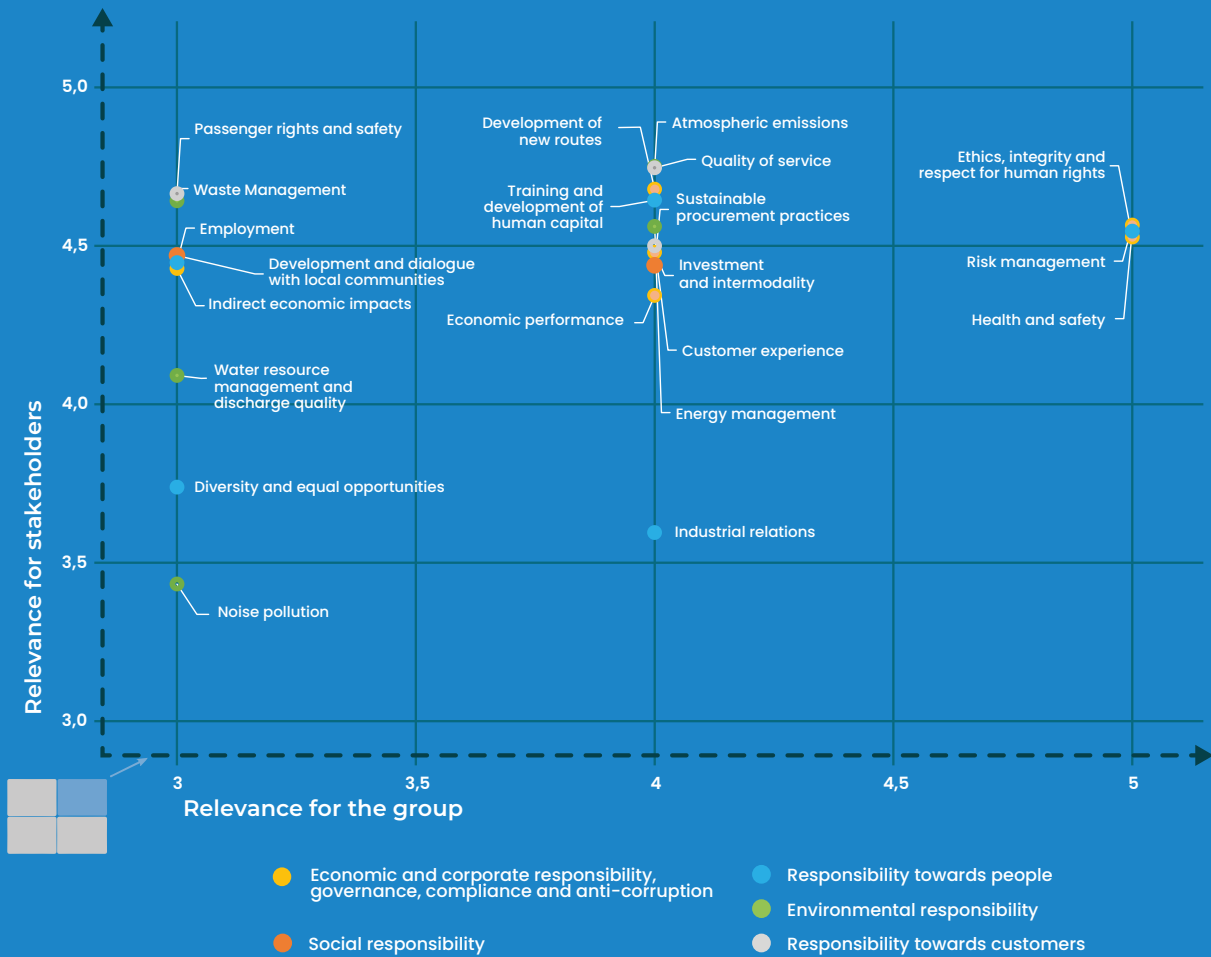 5,0
4,5
4,0
3,5
3,0
Relevance for stakeholders
Passenger rights and safety
Waste Management
Employment
Development and dialogue
with local communities
Indirect economic impacts
Water resource
management and
discharge quality
Diversity and equal opportunities
Noise pollution
Development of
new routes
Atmospheric emissions
Quality of service
Training and
development of
human capital
Sustainable
procurement practices
Investment
and intermodality
Economic performance
Customer experience
Energy management
Industrial relations
Ethics, integrity and
respect for human rights
Risk management
Health and safety
3
3,5
4
4,5
5
Relevance for the group
Economic and corporate responsibility,
governance, compliance and anti-corruption
Social responsibility
Responsibility towards people
Environmental responsibility
Responsibility towards customers